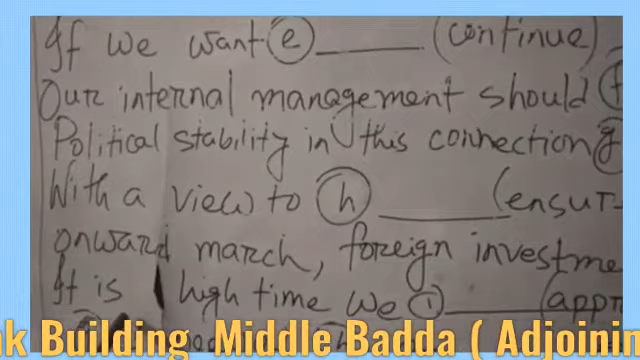 If we want (e) ______ (continue)
Our internal management should (f
Political stability in this connection (g
With a view to (h) ______ (ensur
onward march, foreign investme
It is high time we (i) ______ (appr
nk Building, Middle Badda ( Adjoinin